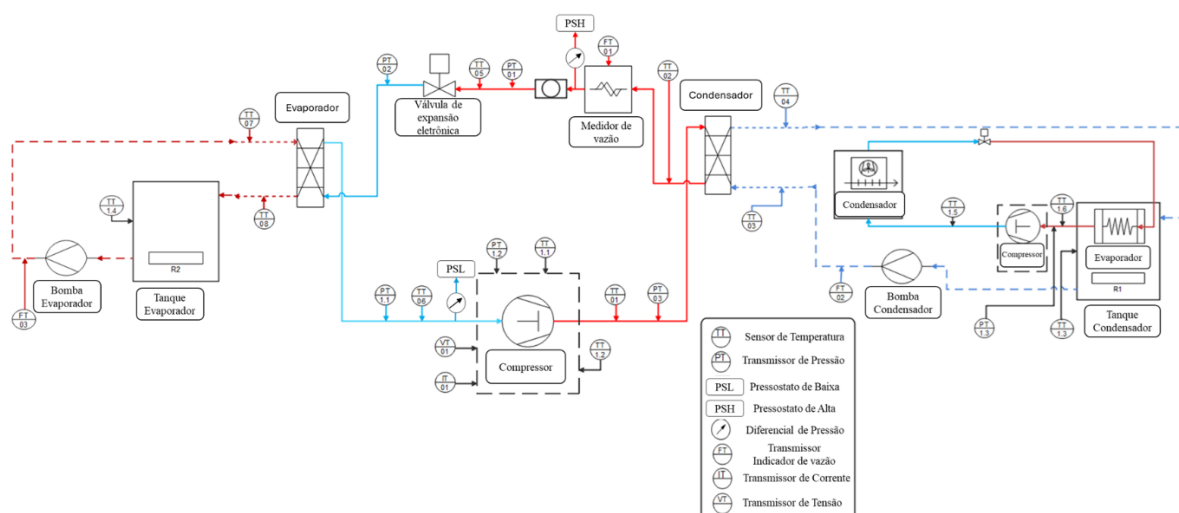 PSH
FT
01
PT
02
TT
05
PT
01
TT
02
Evaporador
Válvula de
expansão
eletrônica
Medidor de
vazão
Condensador
TT
04
TT
07
TT
1.4
R2
TT
08
Bomba
Evaporador
Tanque
Evaporador
FT
03
PT
1.1
TT
06
PSL
PT
1.2
TT
1.1
VT
01
IT
01
Compressor
TT
1.2
TT
01
PT
03
TT
03
FT
02
Bomba
Condensador
Condensador
TT
1.5
TT
1.6
Compressor
Evaporador
R1
Tanque
Condensador
PT
1.3
TT
1.3
TT
Sensor de Temperatura
PT
Transmissor de Pressão
PSL
Pressostato de Baixa
PSH
Pressostato de Alta
Diferencial de Pressão
FT
Transmissor
Indicador de vazão
IT
Transmissor de Corrente
VT
Transmissor de Tensão